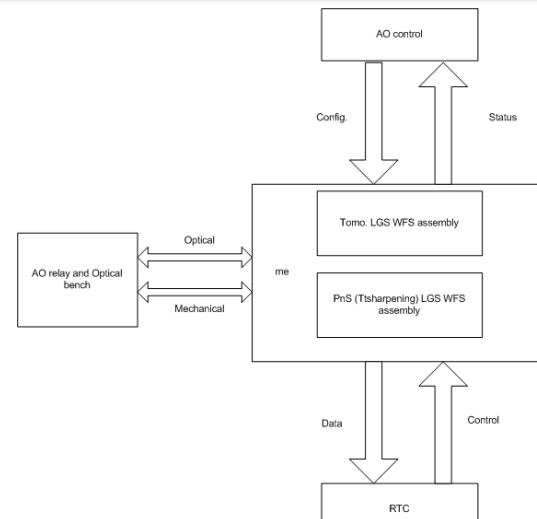 AO control
Config.
Status
Tomo. LGS WFS assembly
Optical
AO relay and Optical
bench
me
PnS (Ttsharpening) LGS WFS
assembly
Mechanical
Data
Control
RTC